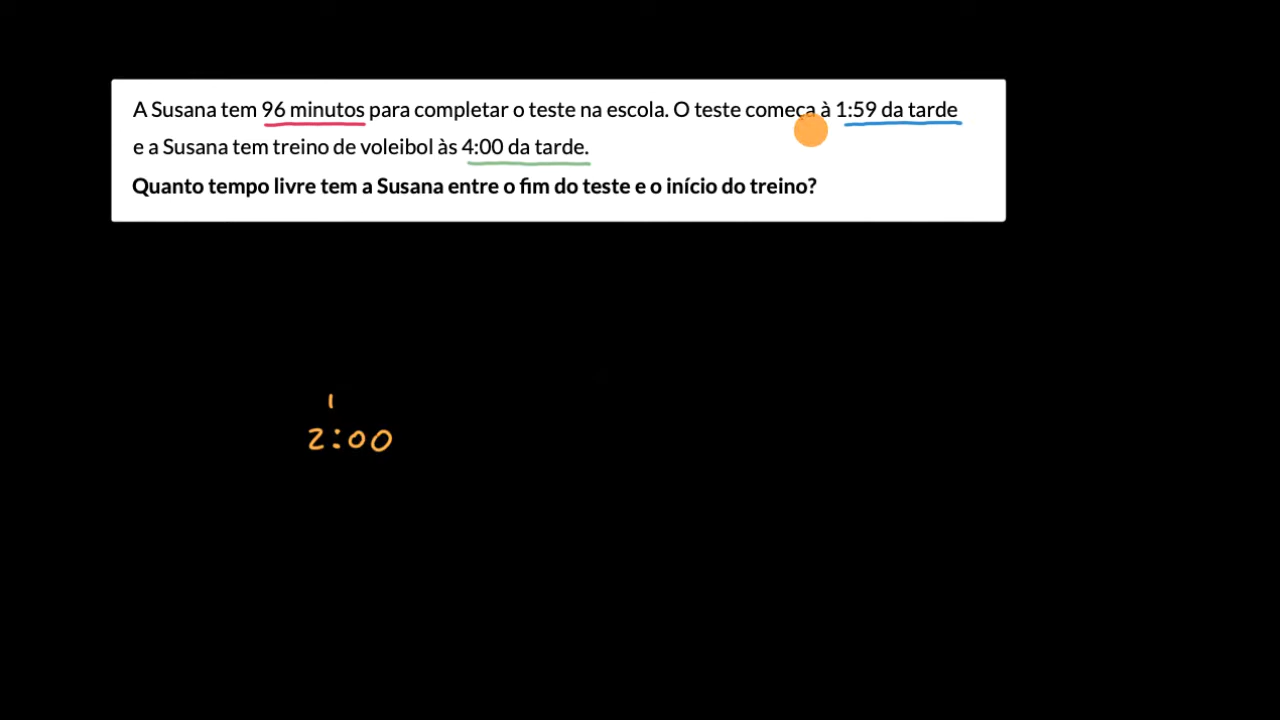 A Susana tem 96 minutos para completar o teste na escola. O teste começa à 1:59 da tarde
e a Susana tem treino de voleibol às 4:00 da tarde.
Quanto tempo livre tem a Susana entre o fim do teste e o início do treino?
1
2:00